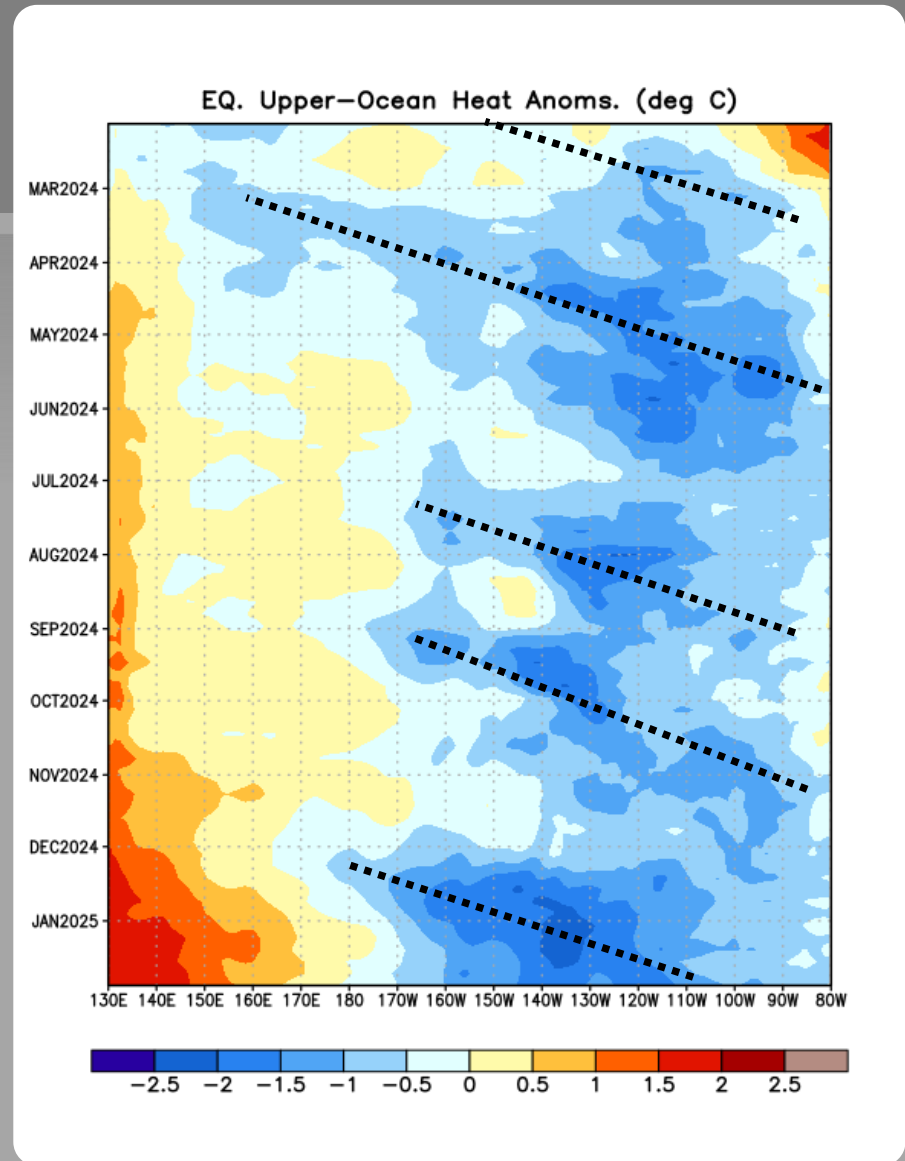 EQ. Upper-Ocean Heat Anoms. (deg C)
MAR2024
APR2024
MAY2024
JUN2024
JUL2024
AUG2024
SEP2024
OCT2024
NOV2024
DEC2024
JAN2025
130E 140E 150E 160E 170E 180 170W 160W 150W 140W 130W 120W 110W 100W 90W 80W
-2.5 -2 -1.5 -1 -0.5 0 0.5 1 1.5 2 2.5